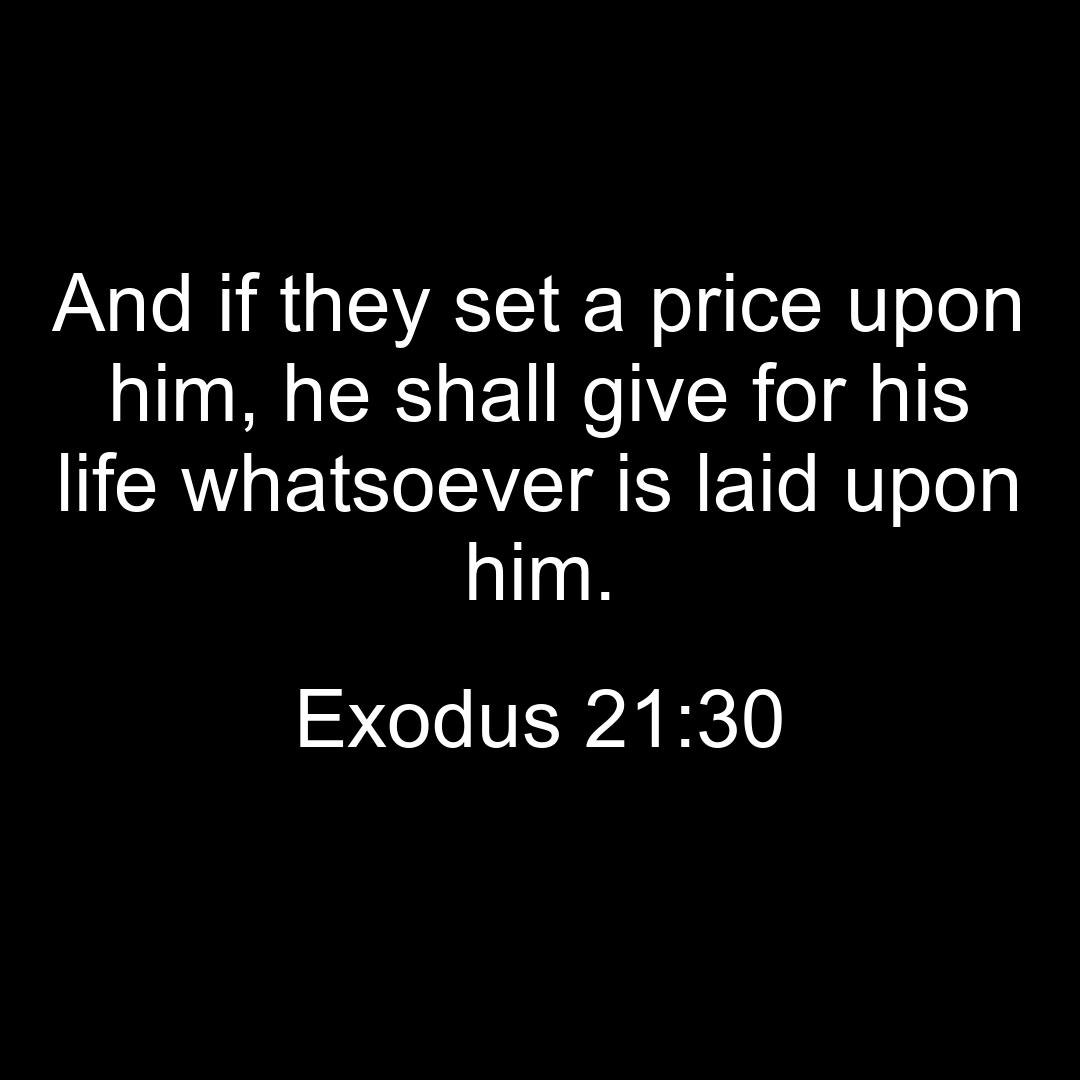 And if they set a price upon
him, he shall give for his
life whatsoever is laid upon
him.
Exodus 21:30